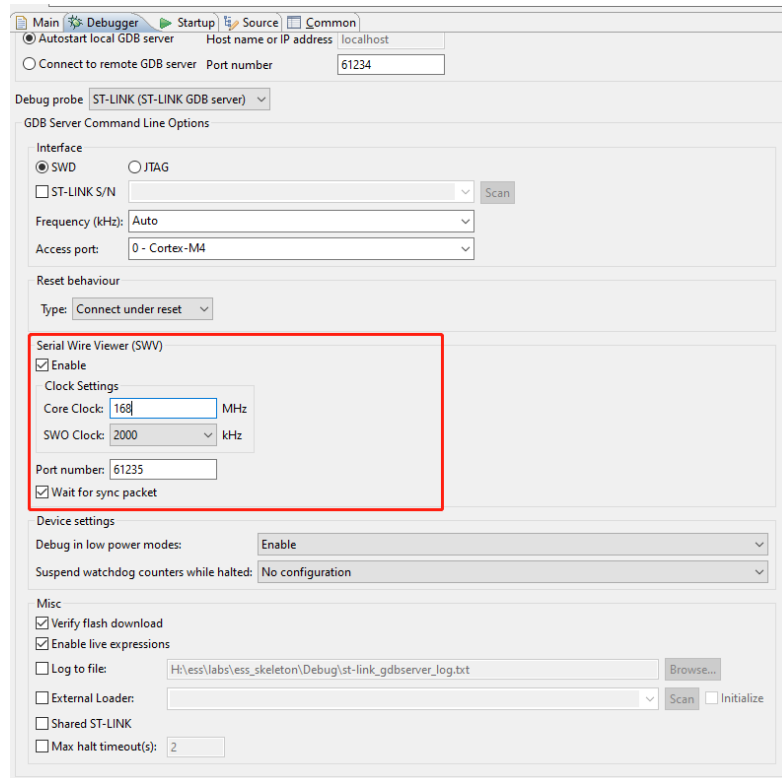 Main Debugger Startup Source Common
Autostart local GDB server Host name or IP address localhost
Connect to remote GDB server Port number 61234
Debug probe ST-LINK (ST-LINK GDB server)
GDB Server Command Line Options
Interface
SWD JTAG
ST-LINK S/N Scan
Frequency (kHz): Auto
Access port: 0 - Cortex-M4
Reset behaviour
Type: Connect under reset
Serial Wire Viewer (SWV)
Enable
Clock Settings
Core Clock: 168 MHz
SWO Clock: 2000 kHz
Port number: 61235
Wait for sync packet
Device settings
Debug in low power modes: Enable
Suspend watchdog counters while halted: No configuration
Misc
Verify flash download
Enable live expressions
Log to file: H:\ess\labs\ess_skeleton\Debug\st-link_gdbserver_log.txt Browse...
External Loader: Scan Initialize
Shared ST-LINK
Max halt timeout(s): 2